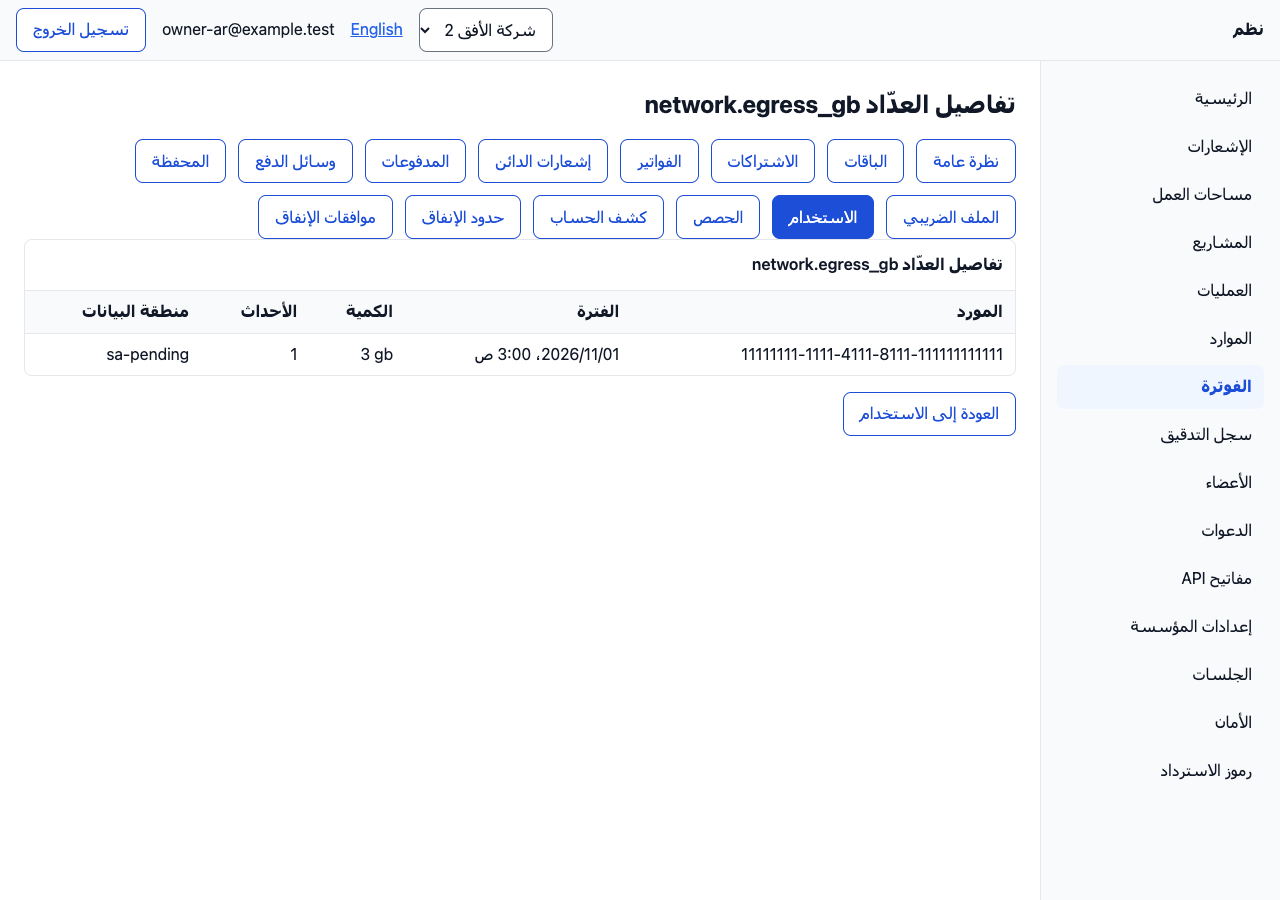 نظم
شركة الأفق 2
English
owner-ar@example.test
تسجيل الخروج
الرئيسية
الإشعارات
مساحات العمل
المشاريع
العمليات
الموارد
الفوترة
سجل التدقيق
الأعضاء
الدعوات
مفاتيح API
إعدادات المؤسسة
الجلسات
الأمان
رموز الاسترداد
تفاصيل العدّاد network.egress_gb
نظرة عامة الباقات الاشتراكات الفواتير إشعارات الدائن المدفوعات وسائل الدفع المحفظة
الملف الضريبي الاستخدام الحصص كشف الحساب حدود الإنفاق موافقات الإنفاق
تفاصيل العدّاد network.egress_gb
المورد الفترة الكمية الأحداث منطقة البيانات
11111111-1111-4111-8111-111111111111 2026/11/01، 3:00 ص 3 gb 1 sa-pending
العودة إلى الاستخدام